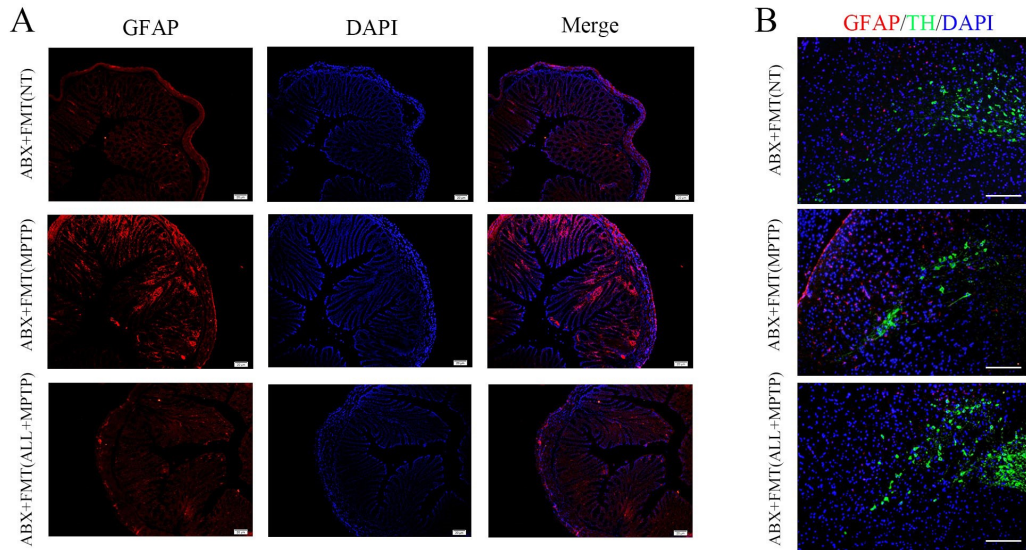 A
GFAP
DAPI
Merge
ABX+FMT(NT)
ABX+FMT(MPTP)
ABX+FMT(ALL+MPTP)
B
GFAP/TH/DAPI
ABX+FMT(NT)
ABX+FMT(MPTP)
ABX+FMT(ALL+MPTP)